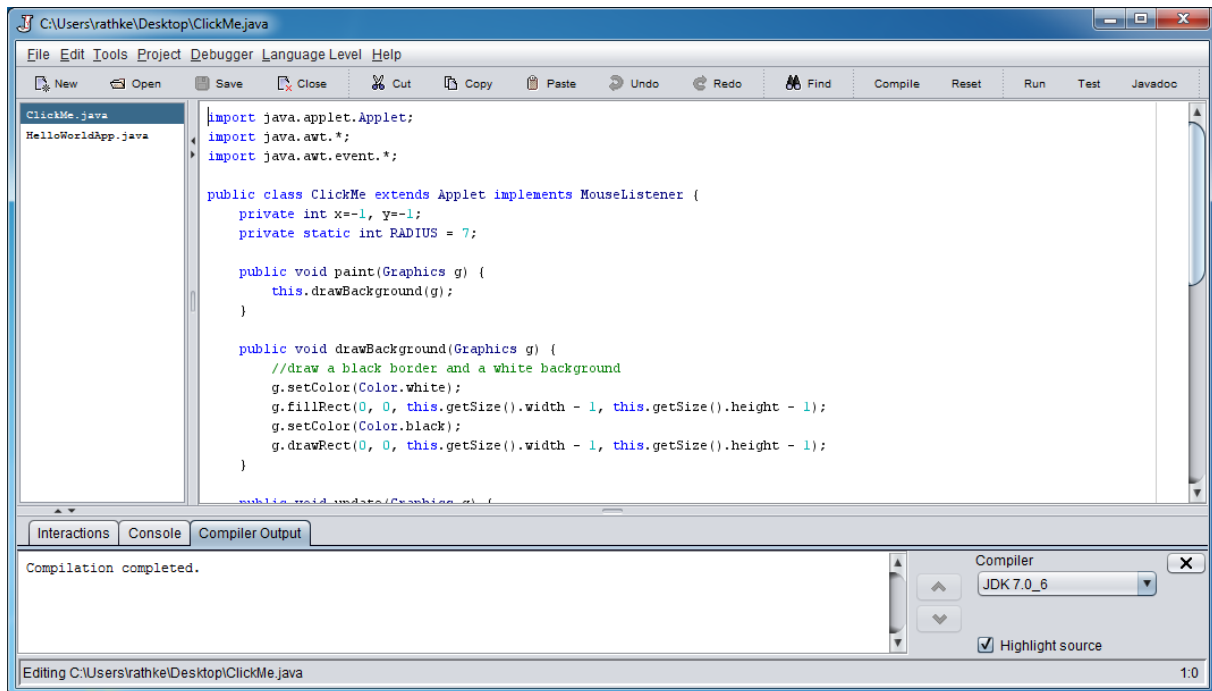 C:\Users\rathke\Desktop\ClickMe.java
File Edit Tools Project Debugger Language Level Help
New Open Save Close Cut Copy Paste Undo Redo Find Compile Reset Run Test Javadoc
ClickMe.java
HelloWorldApp.java
import java.applet.Applet;
import java.awt.*;
import java.awt.event.*;
public class ClickMe extends Applet implements MouseListener {
    private int x=-1, y=-1;
    private static int RADIUS = 7;
    public void paint(Graphics g) {
        this.drawBackground(g);
    }
    public void drawBackground(Graphics g) {
        //draw a black border and a white background
        g.setColor(Color.white);
        g.fillRect(0, 0, this.getSize().width - 1, this.getSize().height - 1);
        g.setColor(Color.black);
        g.drawRect(0, 0, this.getSize().width - 1, this.getSize().height - 1);
    }
    public void update(Graphics g) {
Interactions Console Compiler Output
Compilation completed.
Compiler
JDK 7.0_6
Highlight source
Editing C:\Users\rathke\Desktop\ClickMe.java 1:0